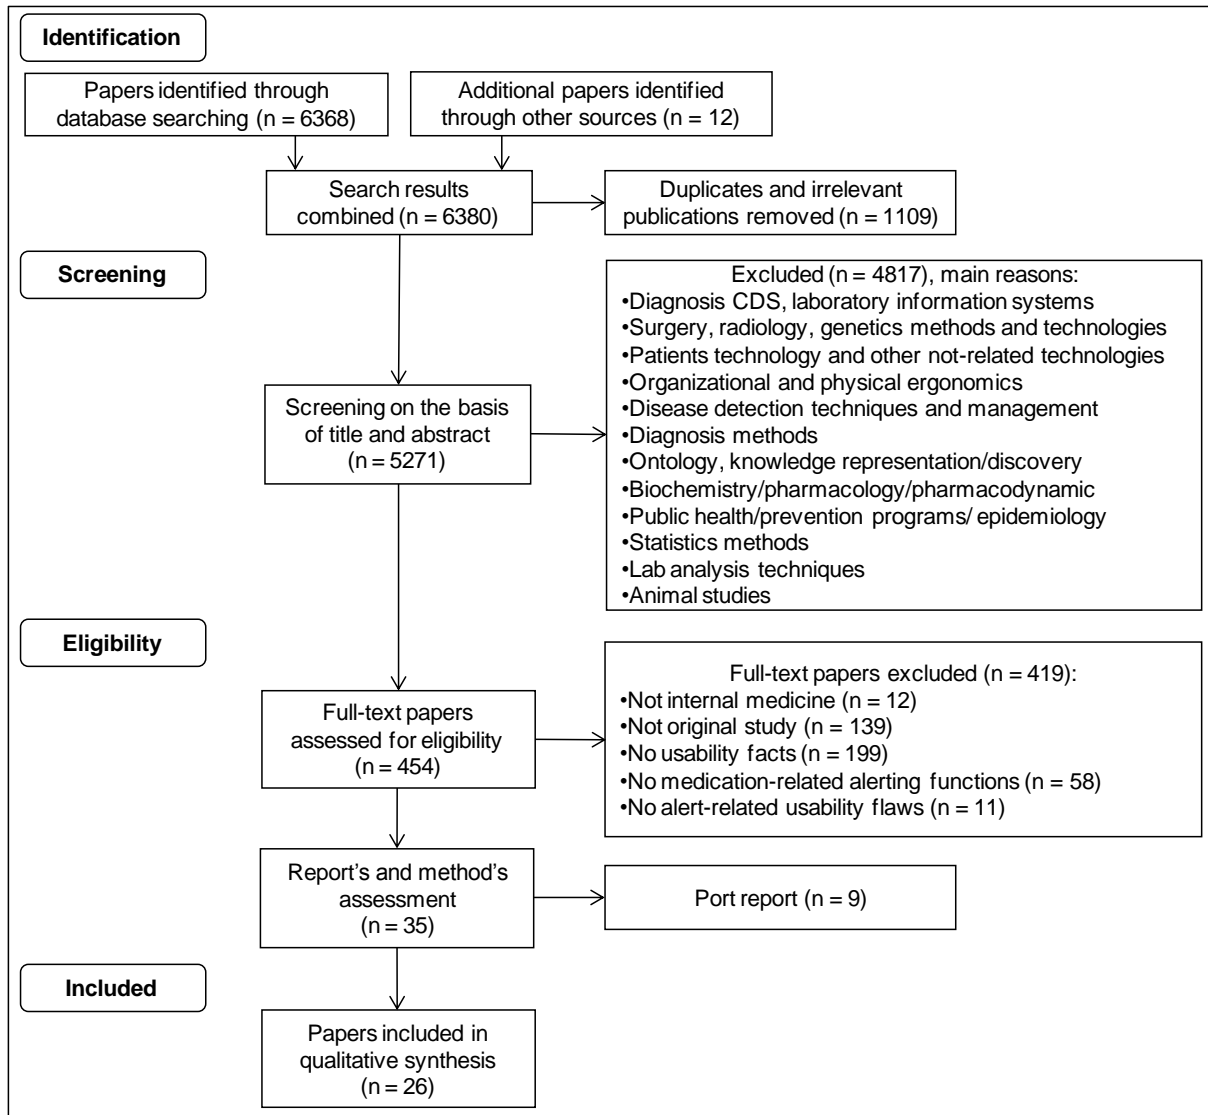 Identification
Papers identified through
database searching (n = 6368)
Additional papers identified
through other sources (n = 12)
Search results
combined (n = 6380)
Duplicates and irrelevant
publications removed (n = 1109)
Screening
Excluded (n = 4817), main reasons:
•Diagnosis CDS, laboratory information systems
•Surgery, radiology, genetics methods and technologies
•Patients technology and other not-related technologies
•Organizational and physical ergonomics
•Disease detection techniques and management
•Diagnosis methods
•Ontology, knowledge representation/discovery
•Biochemistry/pharmacology/pharmacodynamic
•Public health/prevention programs/ epidemiology
•Statistics methods
•Lab analysis techniques
•Animal studies
Screening on the basis
of title and abstract
(n = 5271)
Eligibility
Full-text papers
assessed for eligibility
(n = 454)
Full-text papers excluded (n = 419):
•Not internal medicine (n = 12)
•Not original study (n = 139)
•No usability facts (n = 199)
•No medication-related alerting functions (n = 58)
•No alert-related usability flaws (n = 11)
Report’s and method’s
assessment
(n = 35)
Port report (n = 9)
Included
Papers included in
qualitative synthesis
(n = 26)